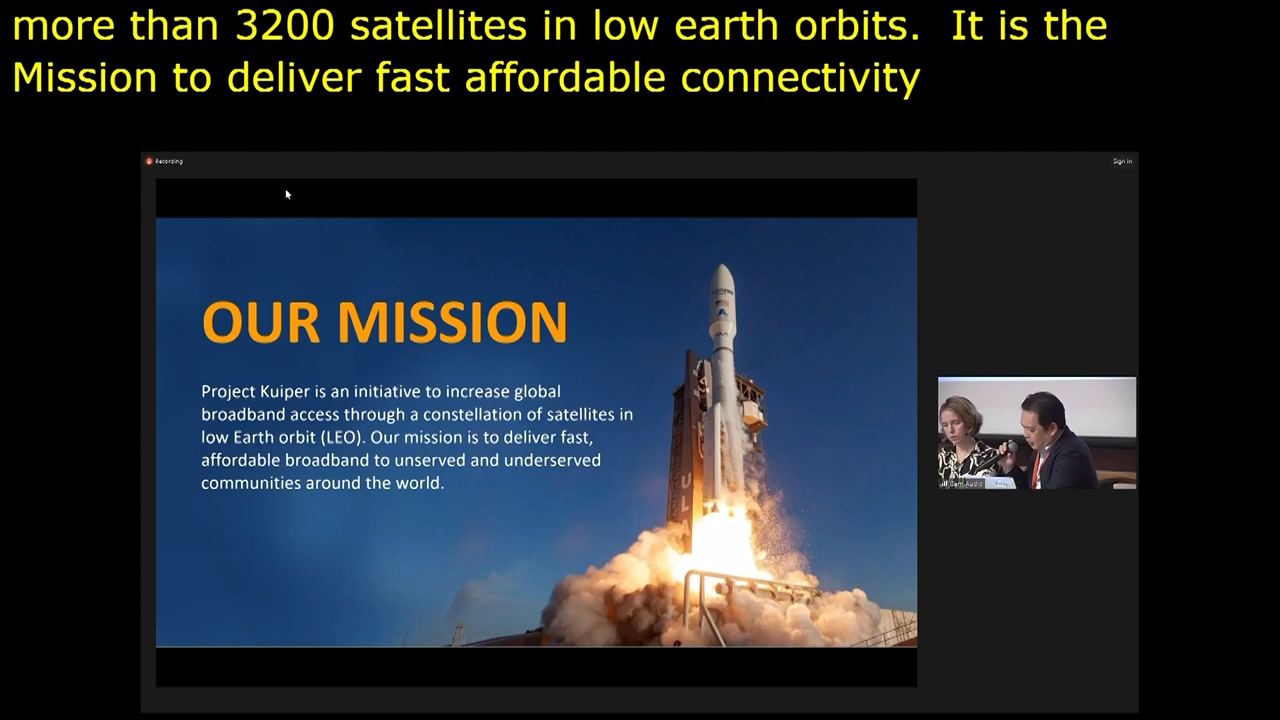 more than 3200 satellites in low earth orbits.  It is the
Mission to deliver fast affordable connectivity
Recording
Sign in
OUR MISSION
Project Kuiper is an initiative to increase global
broadband access through a constellation of satellites in
low Earth orbit (LEO). Our mission is to deliver fast,
affordable broadband to unserved and underserved
communities around the world.